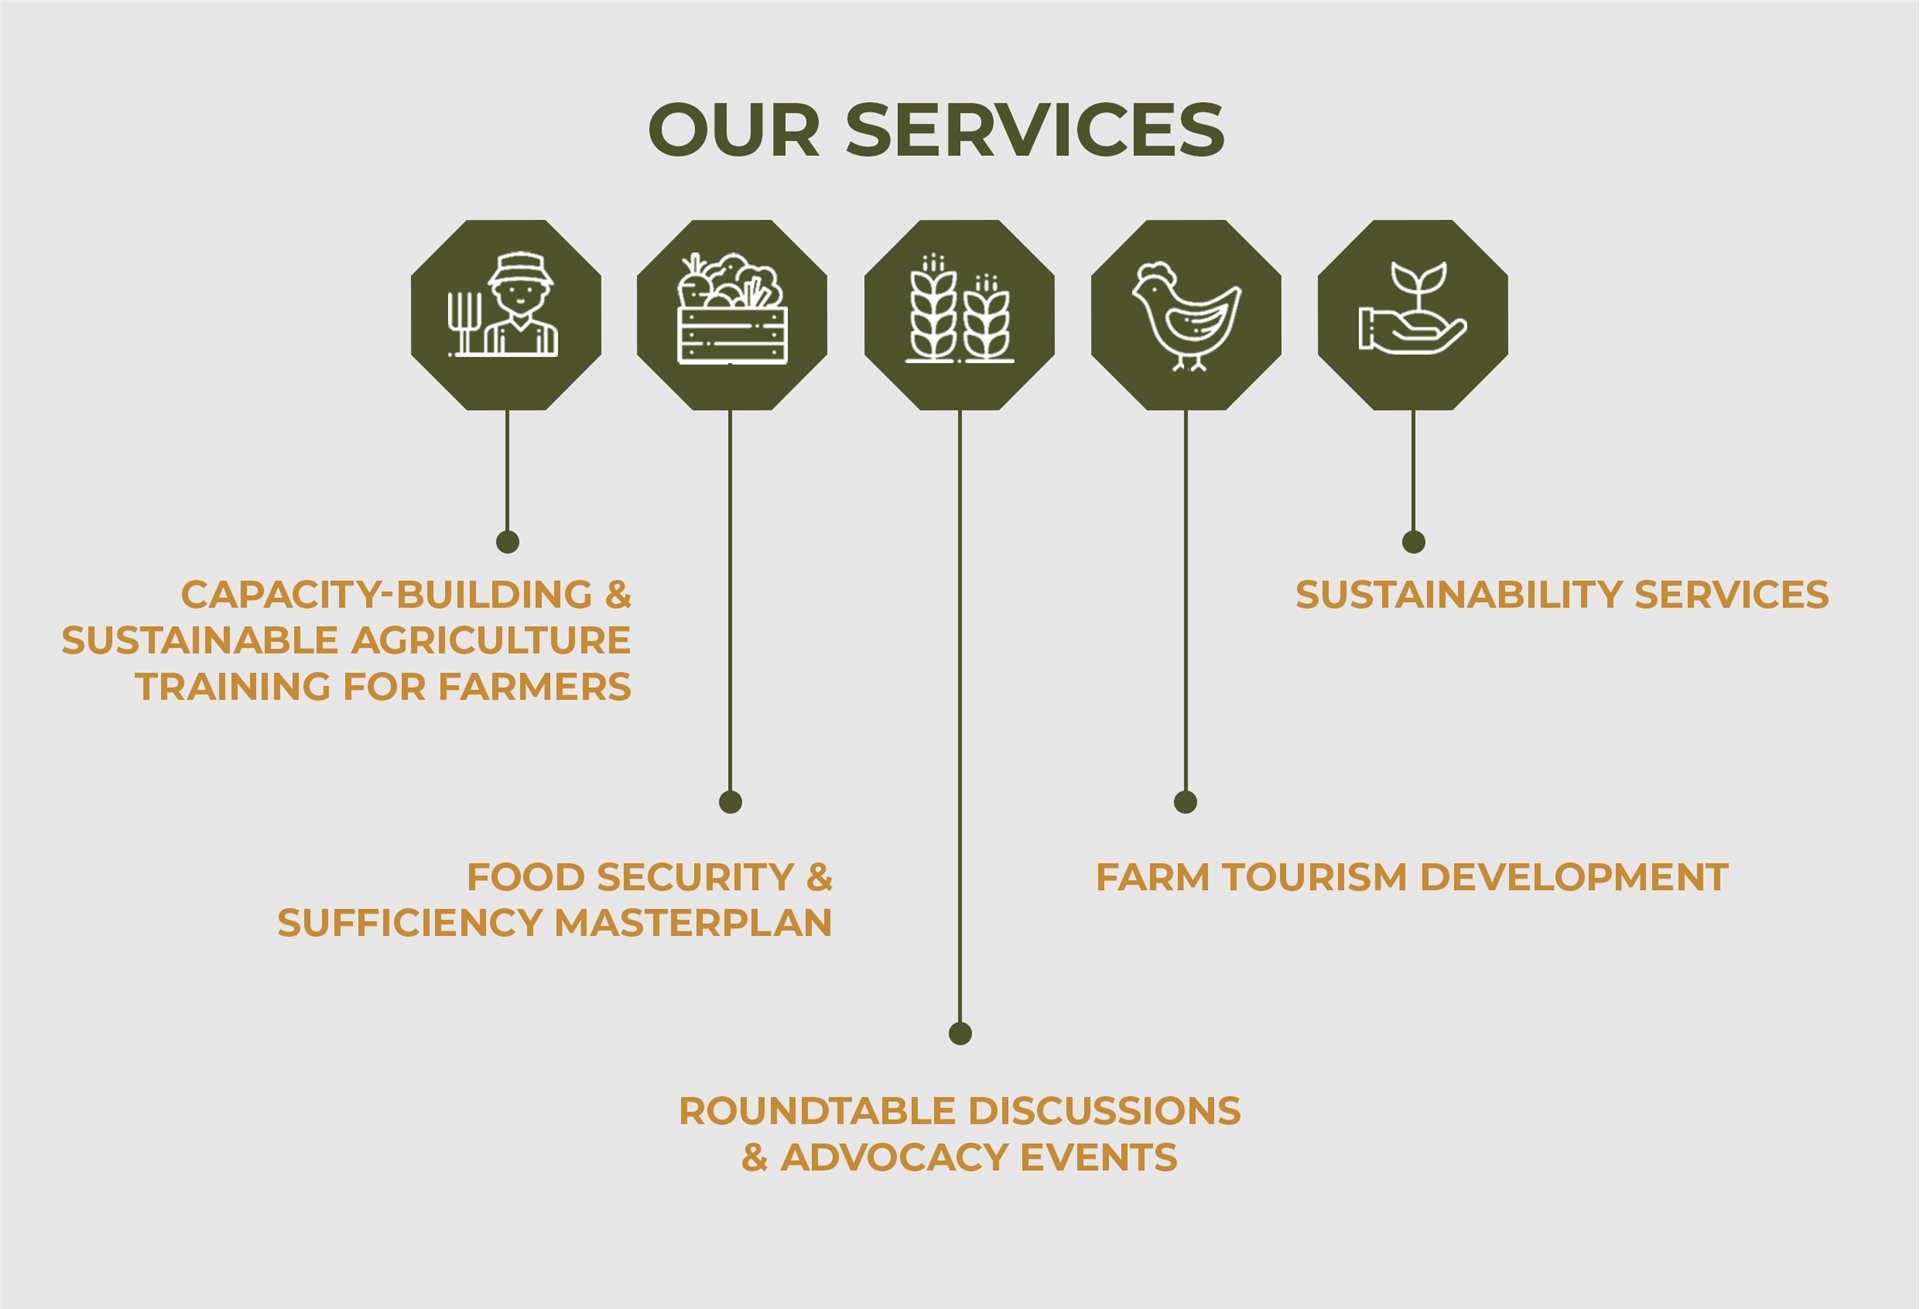 OUR SERVICES
CAPACITY-BUILDING &
SUSTAINABLE AGRICULTURE
TRAINING FOR FARMERS
SUSTAINABILITY SERVICES
FOOD SECURITY &
SUFFICIENCY MASTERPLAN
FARM TOURISM DEVELOPMENT
ROUNDTABLE DISCUSSIONS
& ADVOCACY EVENTS